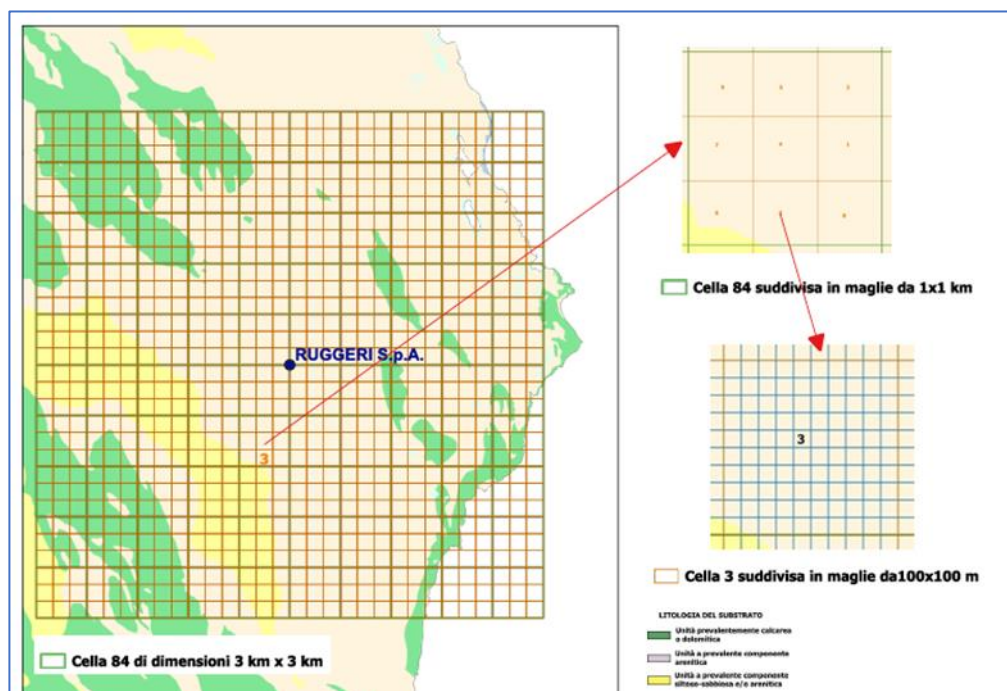 RUGGERI S.p.A.
3
Cella 84 di dimensioni 3 km x 3 km
Cella 84 suddivisa in maglie da 1x1 km
3
Cella 3 suddivisa in maglie da100x100 m
LITOLOGIA DEL SUBSTRATO
Unità prevalentemente calcarea
o dolomitica
Unità a prevalente componente
arenitica
Unità a prevalente componente
siltoso-sabbiosa e/o arenitica